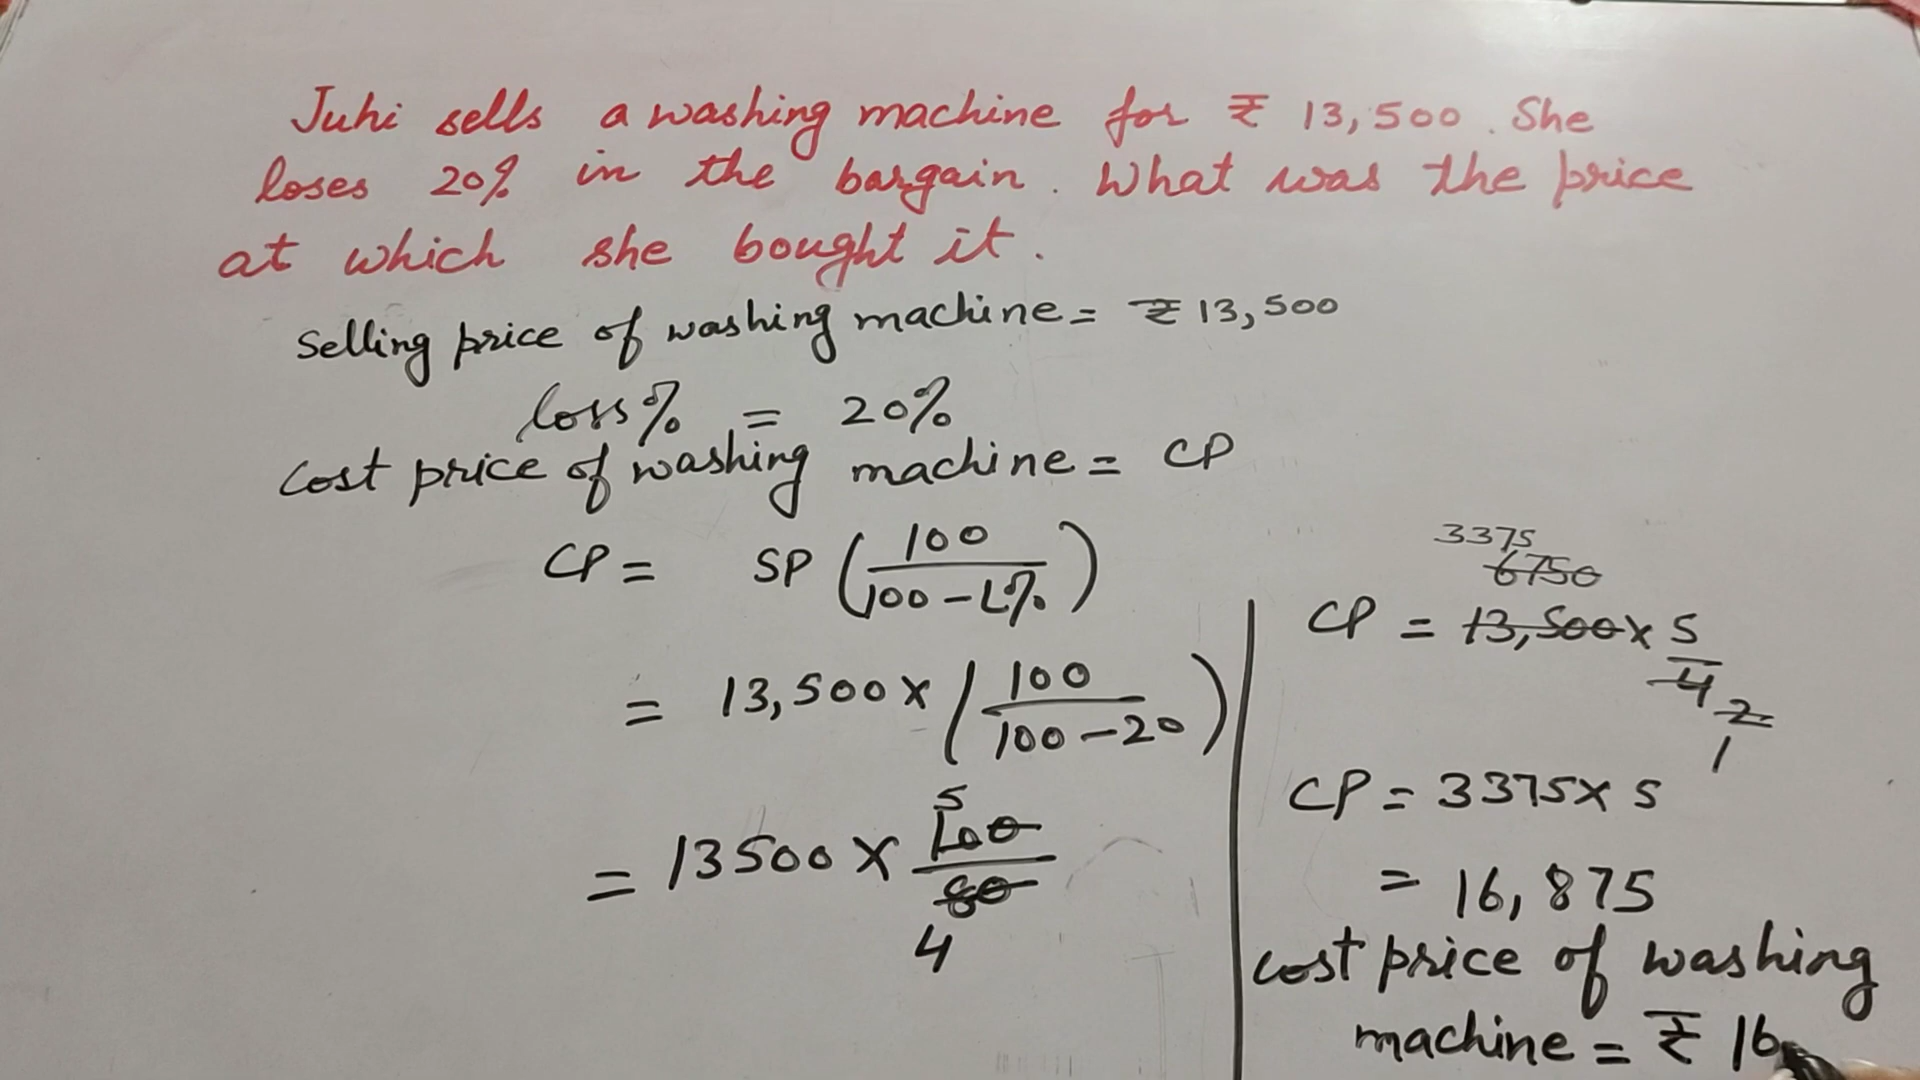 Juhi sells a washing machine for ₹ 13,500. She
loses 20% in the bargain. What was the price
at which she bought it.
Selling price of washing machine = ₹ 13,500
loss% = 20%
Cost price of washing machine = CP
CP = SP (100/100-L%)
= 13,500 x (100/100-20)
= 13500 x 100/80
5
4
3375
6750
CP = 13,500 x 5/4
2
1
CP = 3375 x 5
= 16,875
Cost price of washing
machine = ₹ 16